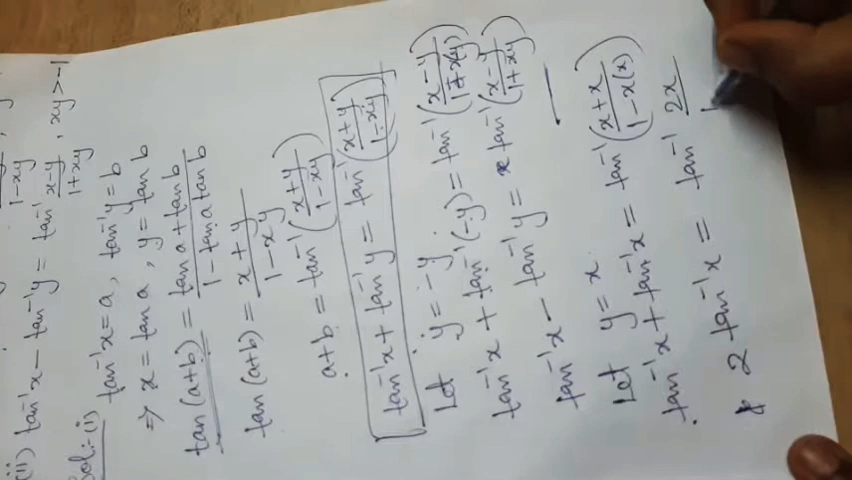 1-xy
(ii) tan⁻¹x - tan⁻¹y = tan⁻¹ x-y/1+xy , xy > -1
Sol:-(i) tan⁻¹x = a , tan⁻¹y = b
⇒ x = tan a , y = tan b
tan (a+b) = tan a + tan b / 1 - tan a tan b
tan (a+b) = x+y / 1-xy
a+b = tan⁻¹(x+y / 1-xy)
tan⁻¹x + tan⁻¹y = tan⁻¹(x+y / 1-xy)
Let y = -y
tan⁻¹x + tan⁻¹(-y) = tan⁻¹(x-y / 1+x(y))
tan⁻¹x - tan⁻¹y = tan⁻¹(x-y / 1+xy)
Let y = x
tan⁻¹x + tan⁻¹x = tan⁻¹(x+x / 1-x(x))
2 tan⁻¹x = tan⁻¹ 2x